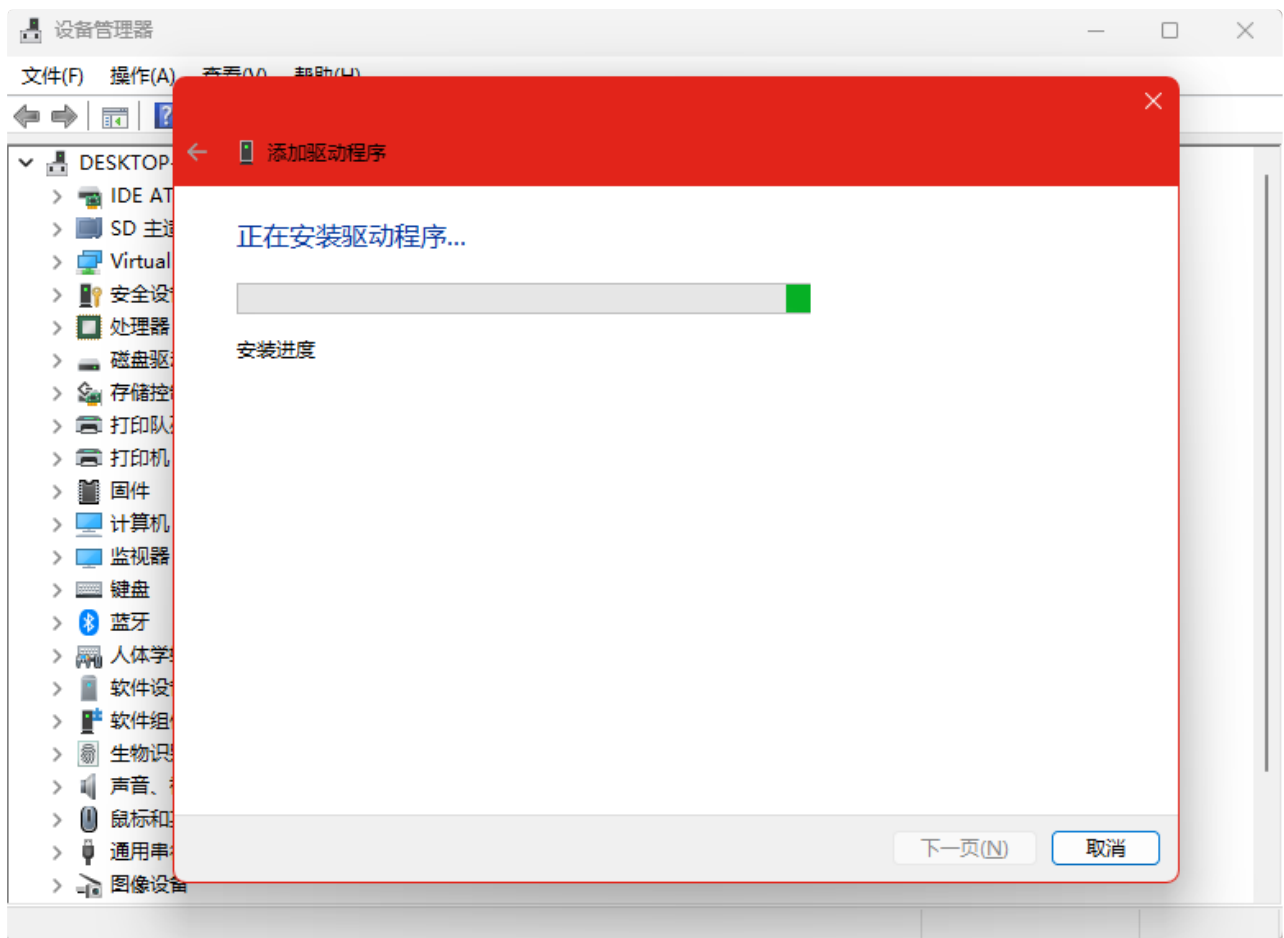 设备管理器
文件(F) 操作(A) 查看(V) 帮助(H)
添加驱动程序
DESKTOP-
IDE AT
SD 主
Virtual
安全设
处理器
磁盘驱
存储控
打印队
打印机
固件
计算机
监视器
键盘
蓝牙
人体学
软件设
软件组
生物识
声音、
鼠标和
通用串
图像设备
正在安装驱动程序...
安装进度
下一页(N)
取消